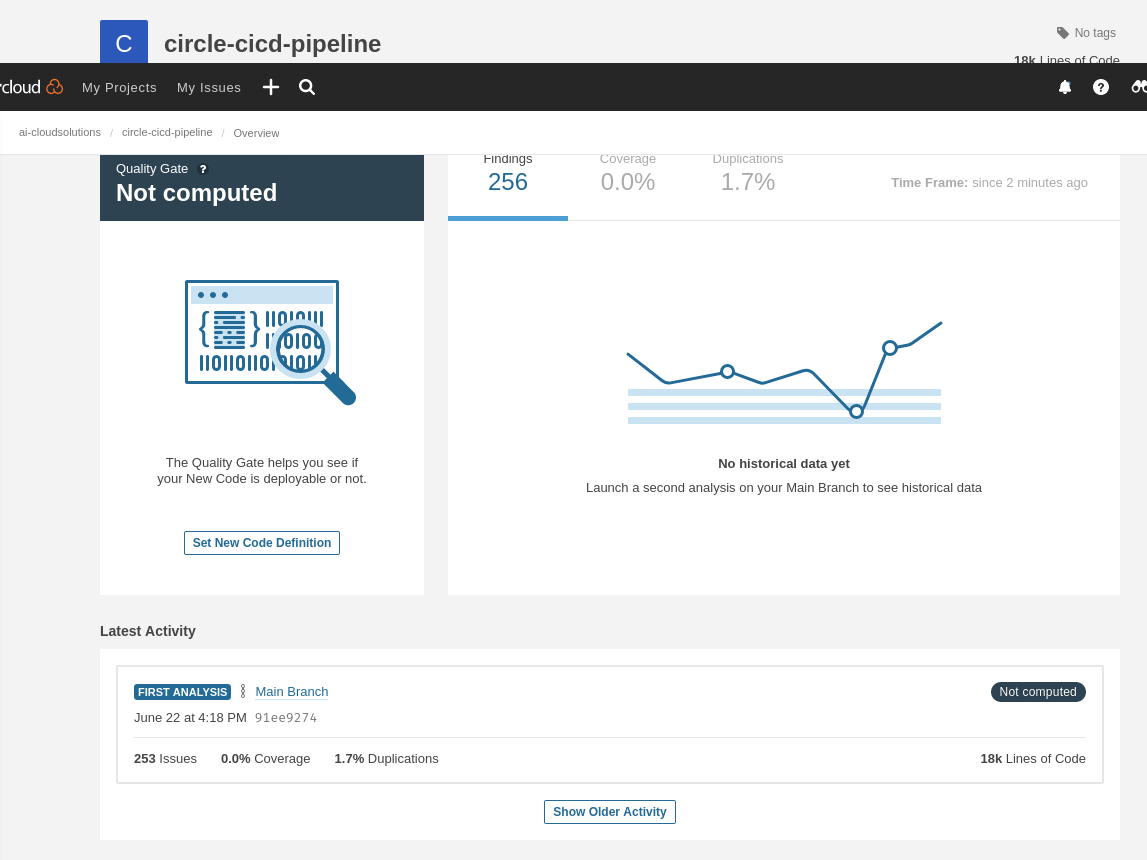 C circle-cicd-pipeline
No tags
18k Lines of Code
cloud My Projects My Issues
ai-cloudsolutions / circle-cicd-pipeline / Overview
Quality Gate ?
Not computed
Findings Coverage Duplications
256 0.0% 1.7%
Time Frame: since 2 minutes ago
The Quality Gate helps you see if
your New Code is deployable or not.
Set New Code Definition
No historical data yet
Launch a second analysis on your Main Branch to see historical data
Latest Activity
FIRST ANALYSIS Main Branch Not computed
June 22 at 4:18 PM 91ee9274
253 Issues 0.0% Coverage 1.7% Duplications 18k Lines of Code
Show Older Activity